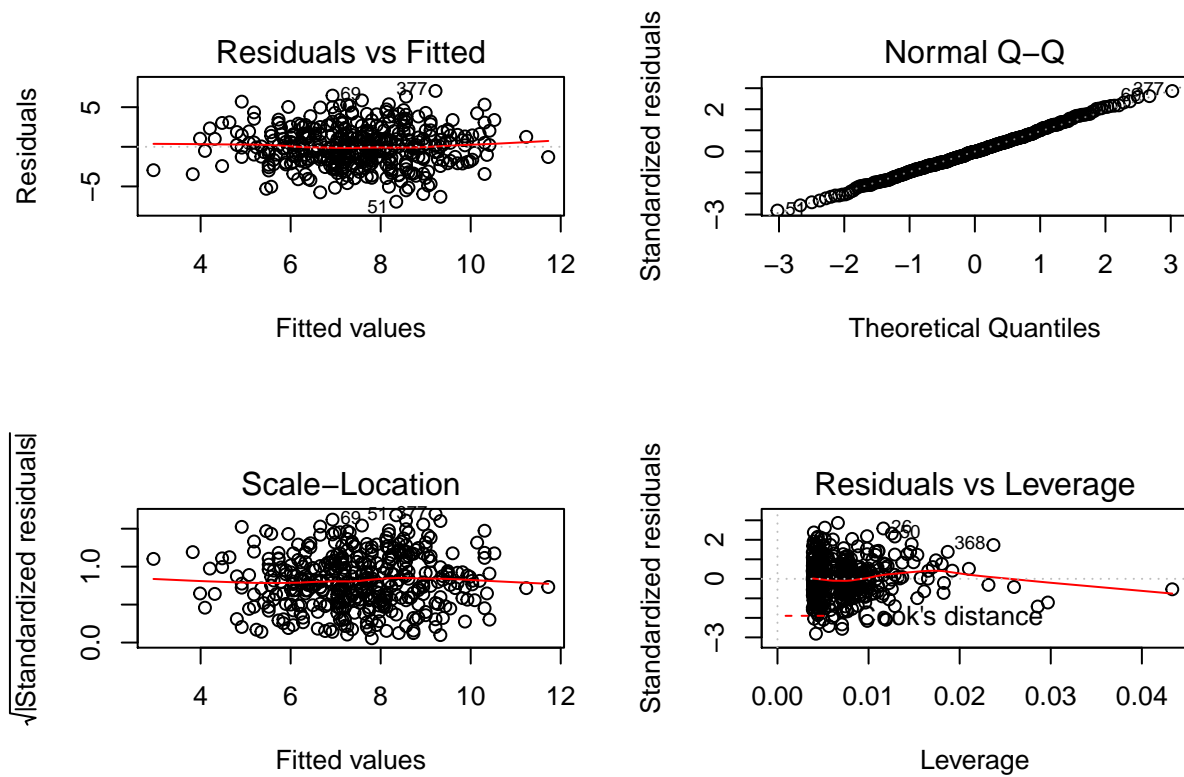 Residuals vs Fitted
Residuals
5
−5
69
377
51
4 6 8 10 12
Fitted values
Normal Q−Q
Standardized residuals
2
0
−3
377
51
−3 −2 −1 0 1 2 3
Theoretical Quantiles
Scale−Location
√|Standardized residuals|
1.0
0.0
69
51
377
4 6 8 10 12
Fitted values
Residuals vs Leverage
Standardized residuals
2
0
−3
26
368
Cook's distance
0.00 0.01 0.02 0.03 0.04
Leverage